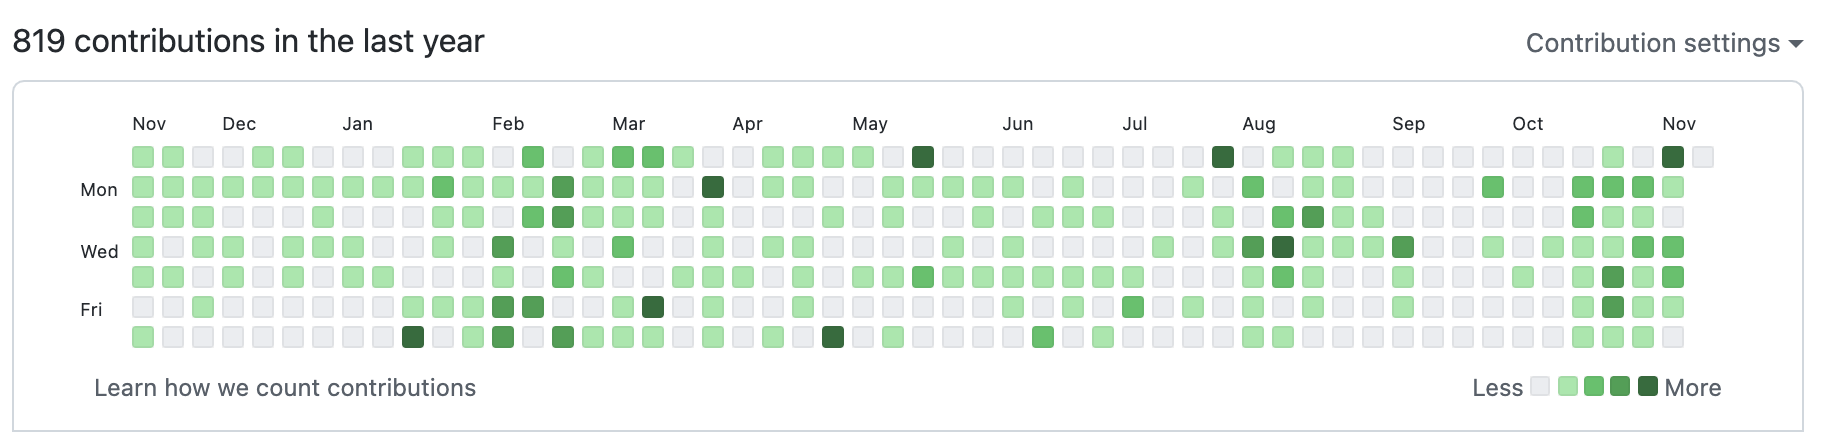 819 contributions in the last year
Contribution settings
Nov Dec Jan Feb Mar Apr May Jun Jul Aug Sep Oct Nov
Mon
Wed
Fri
Learn how we count contributions
Less More